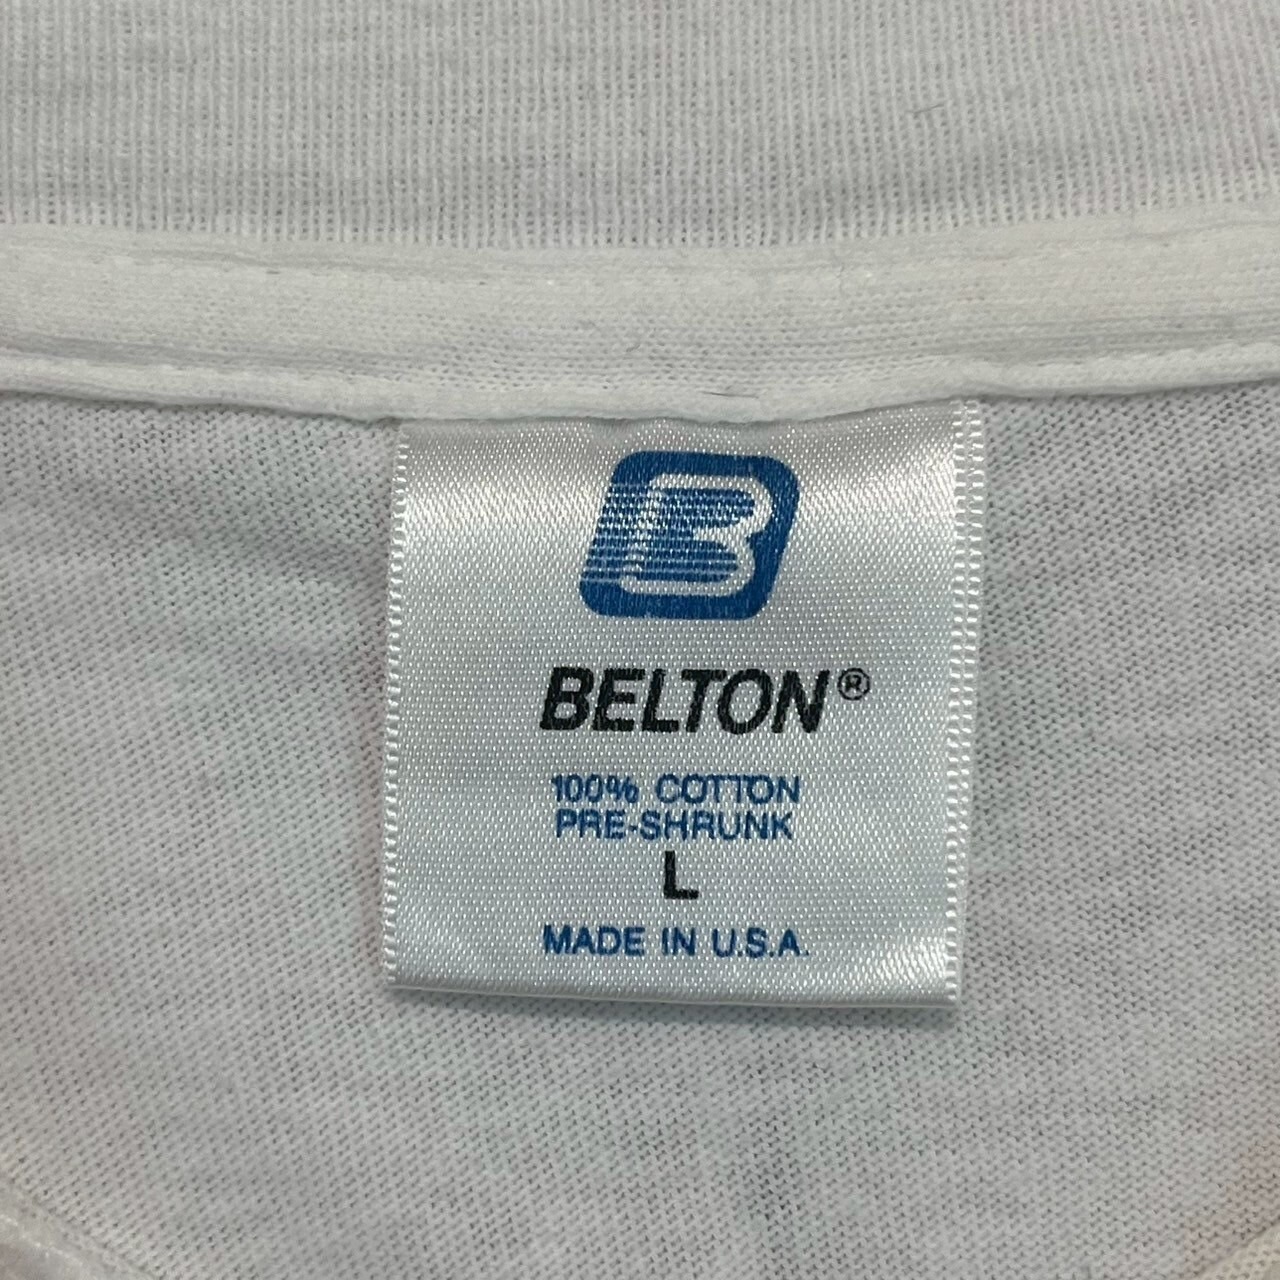 B
BELTON®
100% COTTON
PRE-SHRUNK
L
MADE IN U.S.A.